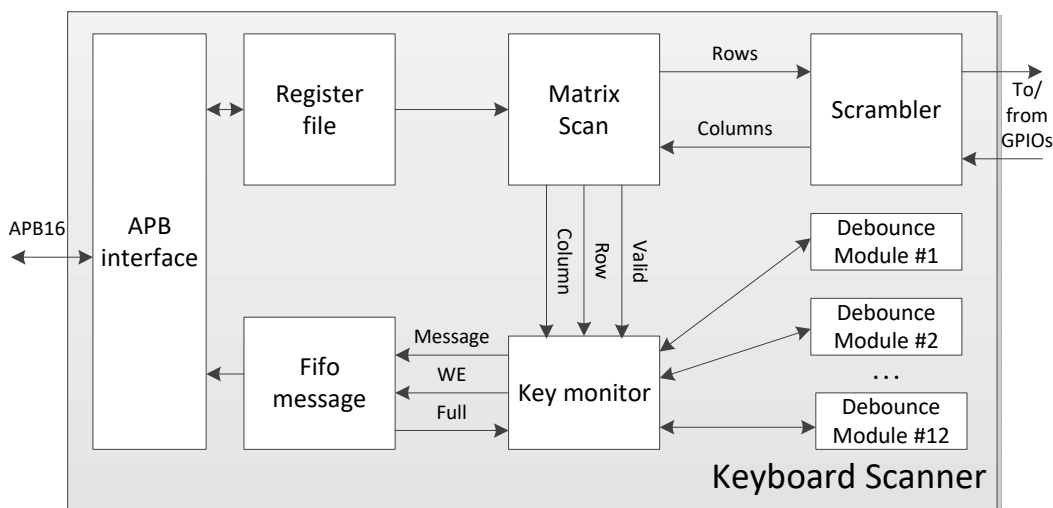 Register
file
Matrix
Scan
Rows
Columns
Scrambler
To/
from
GPIOs
APB16
APB
interface
Column
Row
Valid
Debounce
Module #1
Debounce
Module #2
...
Debounce
Module #12
Fifo
message
Message
WE
Full
Key monitor
Keyboard Scanner